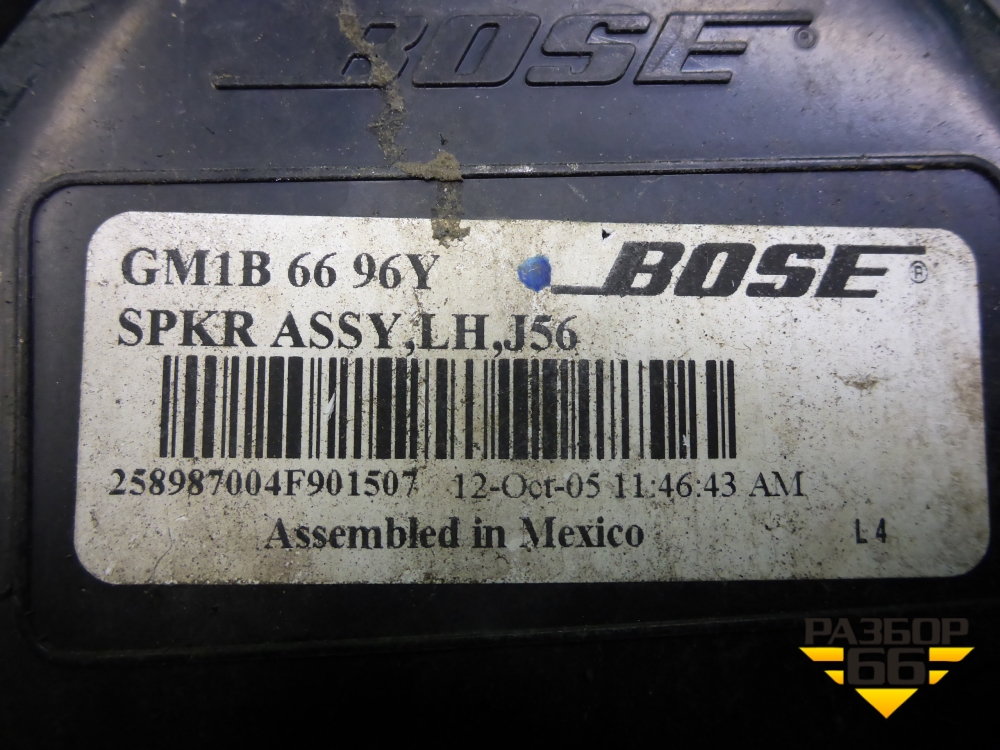 BOSE
GM1B 66 96Y
BOSE®
SPKR ASSY,LH,J56
258987004F901507 12-Oct-05 11:46:43 AM
Assembled in Mexico
L4
РАЗБОР
66